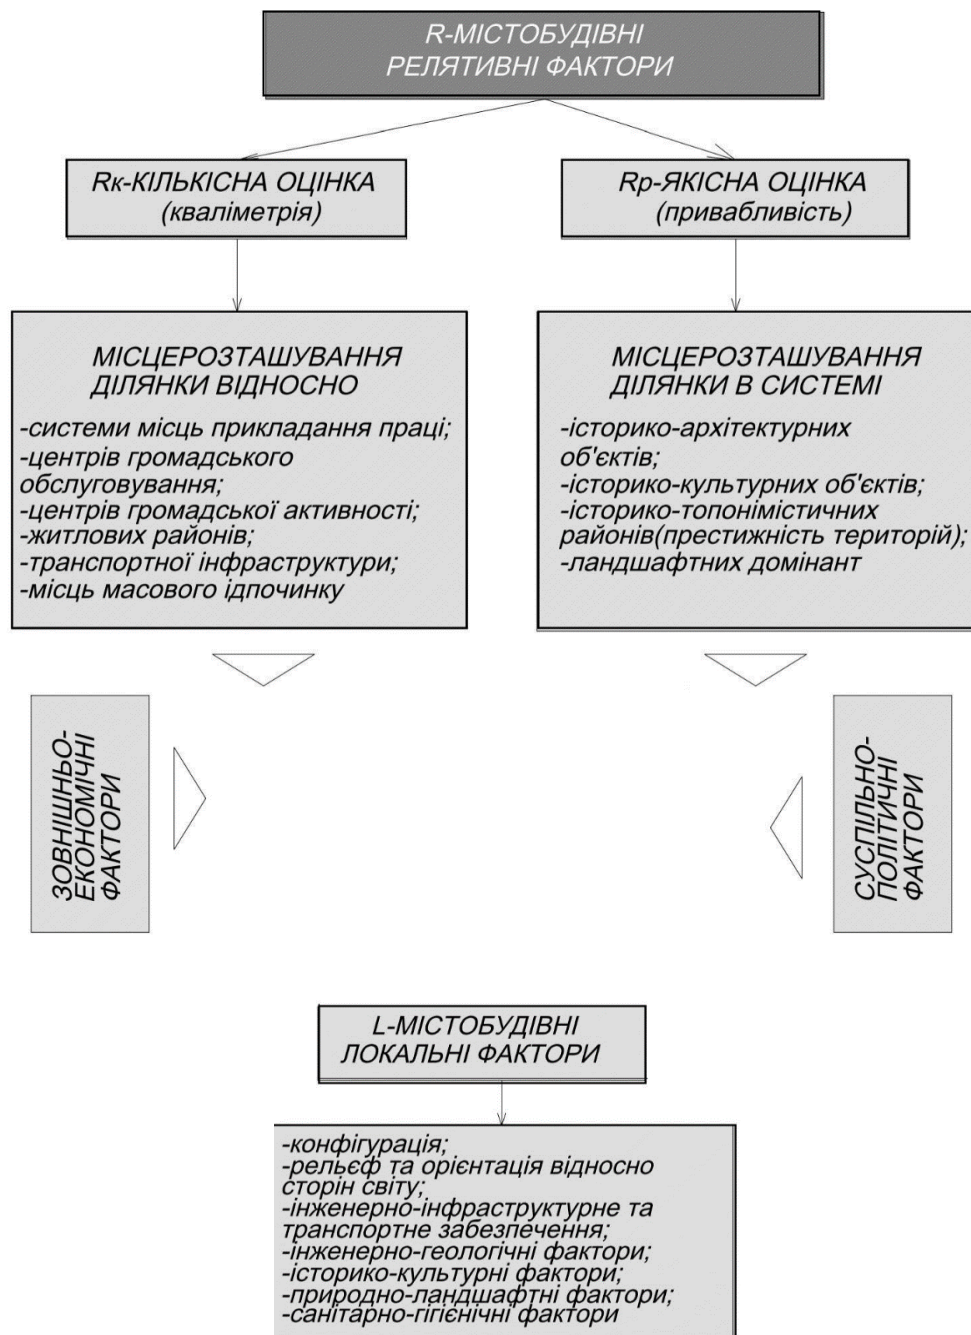 R-МІСТОБУДІВНІ
РЕЛЯТИВНІ ФАКТОРИ
Rк-КІЛЬКІСНА ОЦІНКА
(кваліметрія)
Rр-ЯКІСНА ОЦІНКА
(привабливість)
МІСЦЕРОЗТАШУВАННЯ
ДІЛЯНКИ ВІДНОСНО
-системи місць прикладання праці;
-центрів громадського
обслуговування;
-центрів громадської активності;
-житлових районів;
-транспортної інфраструктури;
-місць масового ідпочинку
МІСЦЕРОЗТАШУВАННЯ
ДІЛЯНКИ В СИСТЕМІ
-історико-архітектурних
об'єктів;
-історико-культурних об'єктів;
-історико-топонімістичних
районів(престижність територій);
-ландшафтних домінант
ЗОВНІШНЬО-
ЕКОНОМІЧНІ
ФАКТОРИ
СУСПІЛЬНО-
ПОЛІТИЧНІ
ФАКТОРИ
L-МІСТОБУДІВНІ
ЛОКАЛЬНІ ФАКТОРИ
-конфігурація;
-рельєф та орієнтація відносно
сторін світу;
-інженерно-інфраструктурне та
транспортне забезпечення;
-інженерно-геологічні фактори;
-історико-культурні фактори;
-природно-ландшафтні фактори;
-санітарно-гігієнічні фактори